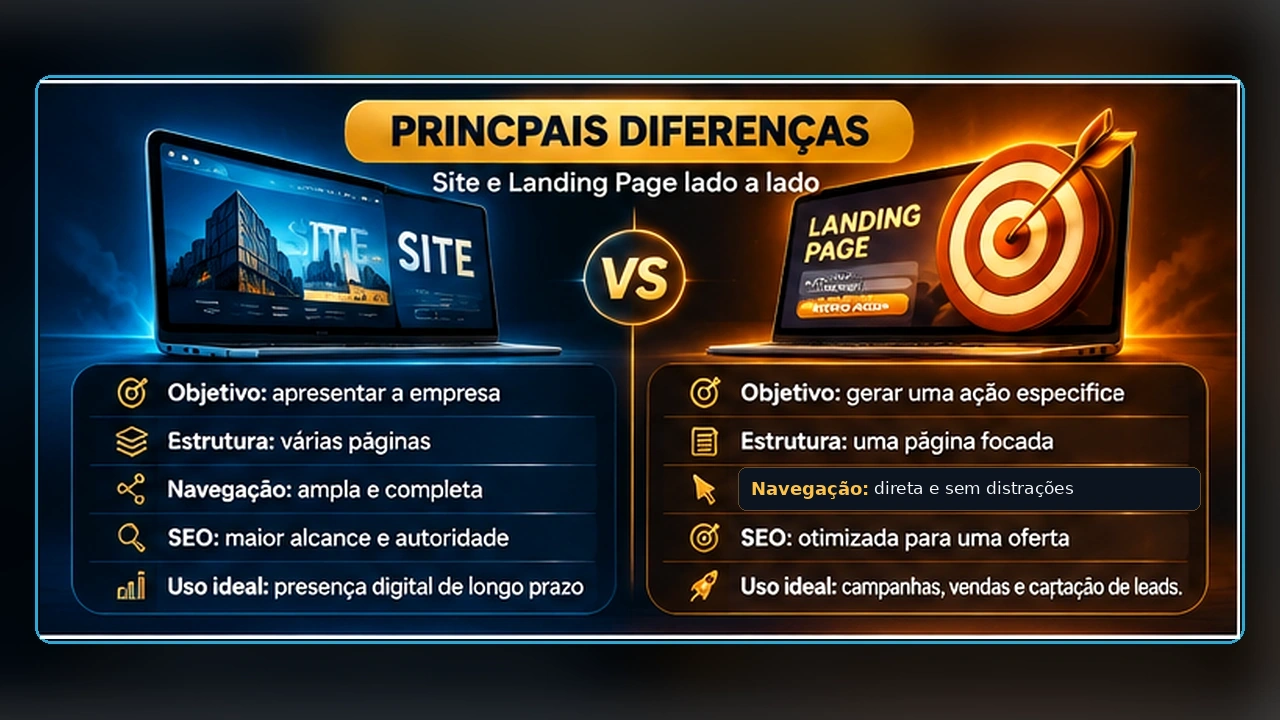 PRINCPAIS DIFERENÇAS
Site e Landing Page lado a lado
SITE
SITE
VS
LANDING
PAGE
Objetivo: apresentar a empresa
Estrutura: várias páginas
Navegação: ampla e completa
SEO: maior alcance e autoridade
Uso ideal: presença digital de longo prazo
Objetivo: gerar uma ação especifice
Estrutura: uma página focada
Navegação: direta e sem distrações
SEO: otimizada para uma oferta
Uso ideal: campanhas, vendas e cartação de leads.